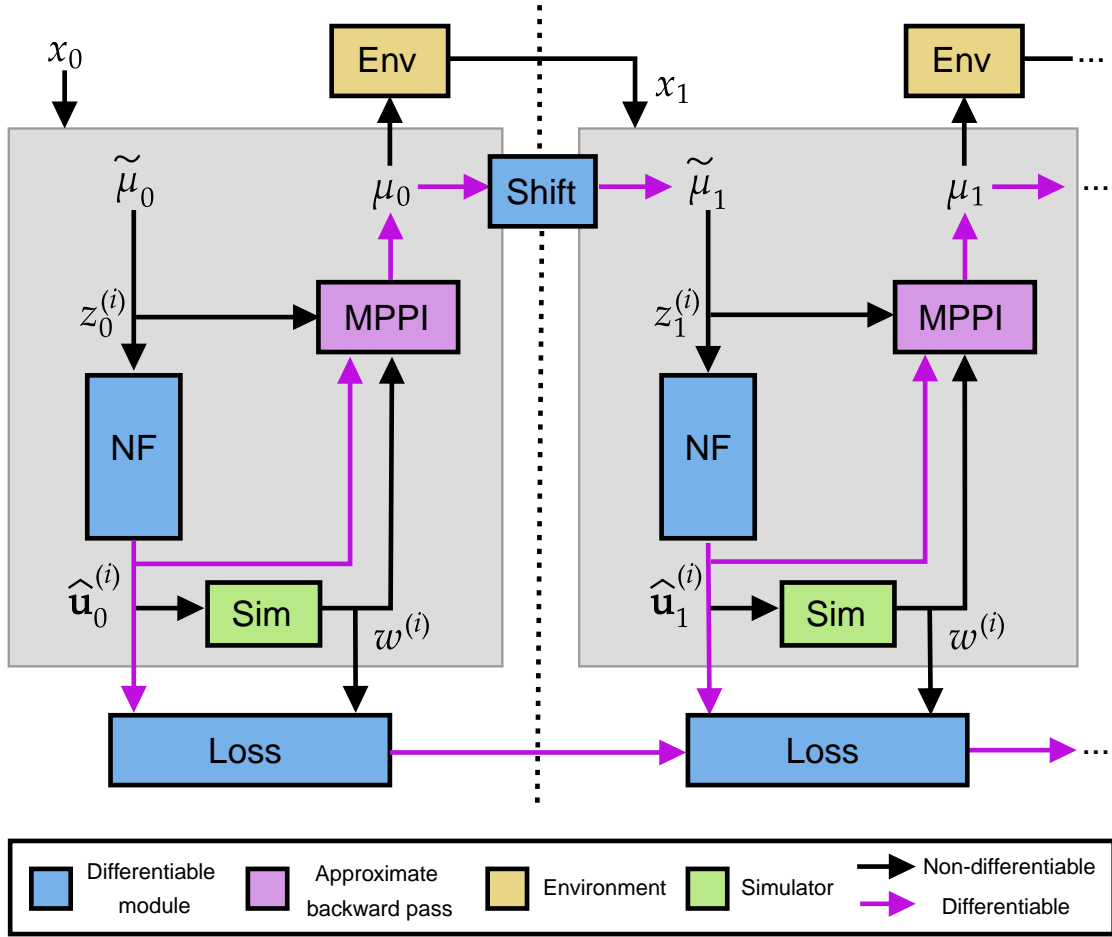 x₀
Env
x₁
Env
...
μ̃₀
μ₀
Shift
μ̃₁
μ₁
...
z₀⁽ⁱ⁾
MPPI
z₁⁽ⁱ⁾
MPPI
NF
NF
û₀⁽ⁱ⁾
Sim
w⁽ⁱ⁾
û₁⁽ⁱ⁾
Sim
w⁽ⁱ⁾
Loss
Loss
...
Differentiable
module
Approximate
backward pass
Environment
Simulator
Non-differentiable
Differentiable